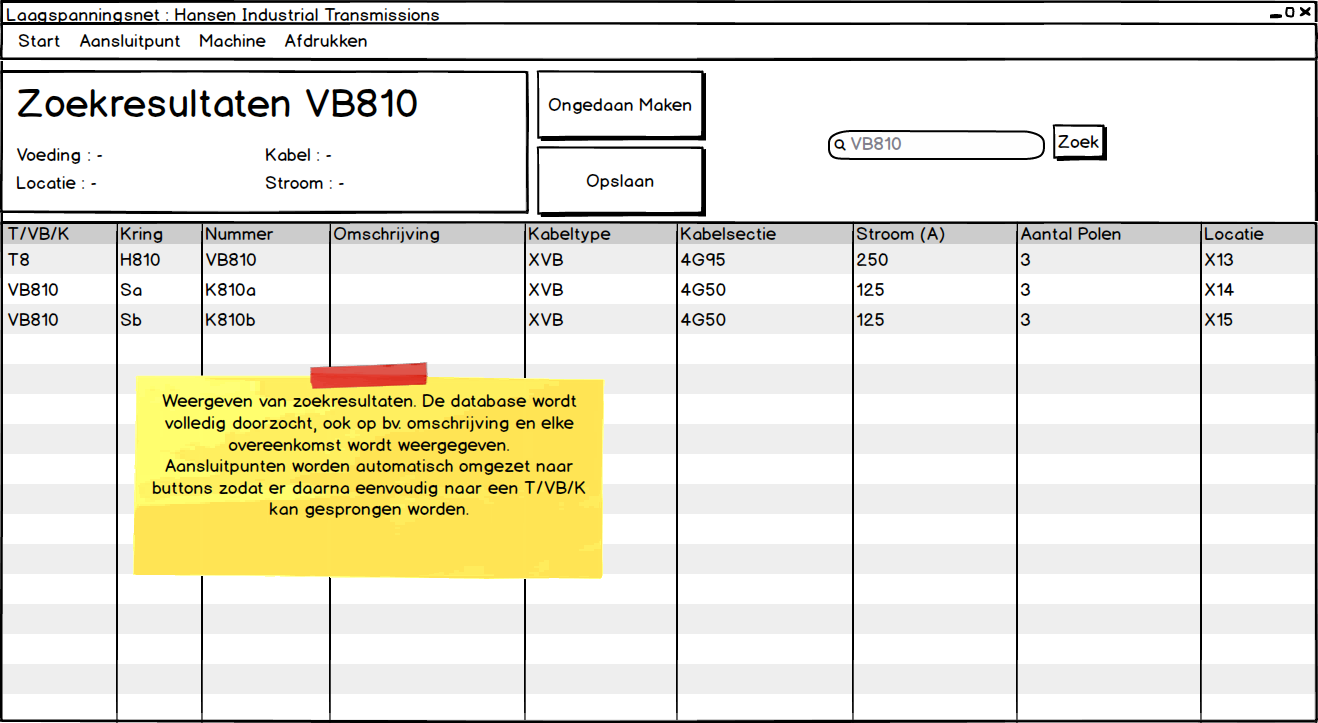 Laagspanningsnet : Hansen Industrial Transmissions
Start Aansluitpunt Machine Afdrukken
Zoekresultaten VB810
Voeding : - Kabel : -
Locatie : - Stroom : -
Ongedaan Maken
Opslaan
VB810 Zoek
T/VB/K Kring Nummer Omschrijving Kabeltype Kabelsectie Stroom (A) Aantal Polen Locatie
T8 H810 VB810 XVB 4G95 250 3 X13
VB810 Sa K810a XVB 4G50 125 3 X14
VB810 Sb K810b XVB 4G50 125 3 X15
Weergeven van zoekresultaten. De database wordt
volledig doorzocht, ook op bv. omschrijving en elke
overeenkomst wordt weergegeven.
Aansluitpunten worden automatisch omgezet naar
buttons zodat er daarna eenvoudig naar een T/VB/K
kan gesprongen worden.